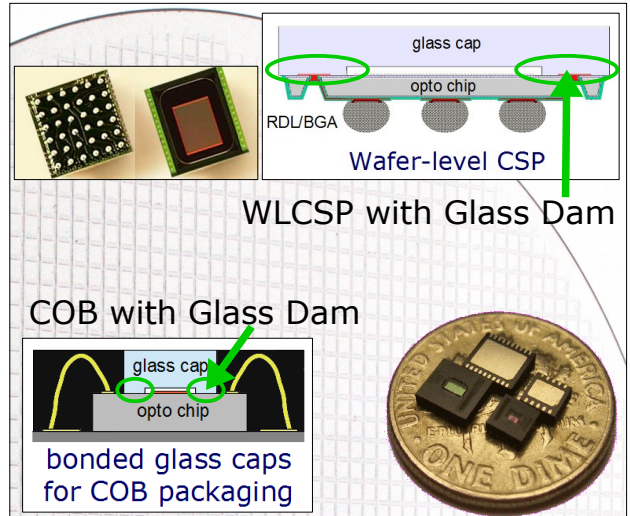 glass cap
opto chip
RDL/BGA
Wafer-level CSP
WLCSP with Glass Dam
COB with Glass Dam
glass cap
opto chip
bonded glass caps
for COB packaging
UNITED STATES OF AMERICA
ONE DIME